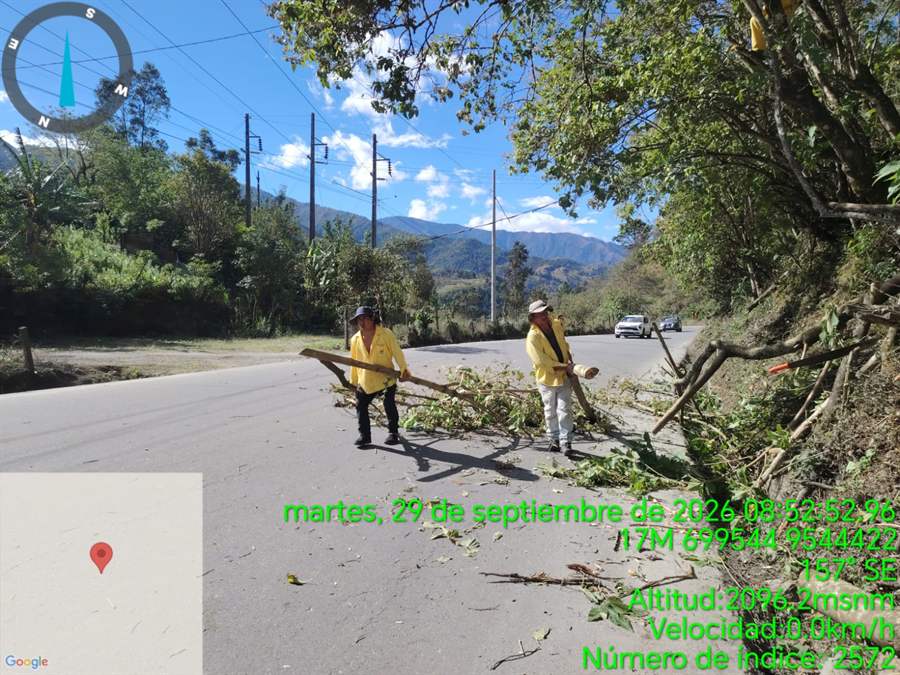 S
E
W
N
martes, 29 de septiembre de 2026 08:52:52.96
17M 699544 9544422
157° SE
Altitud:2096.2msnm
Velocidad:0.0km/h
Número de índice: 2572
Google